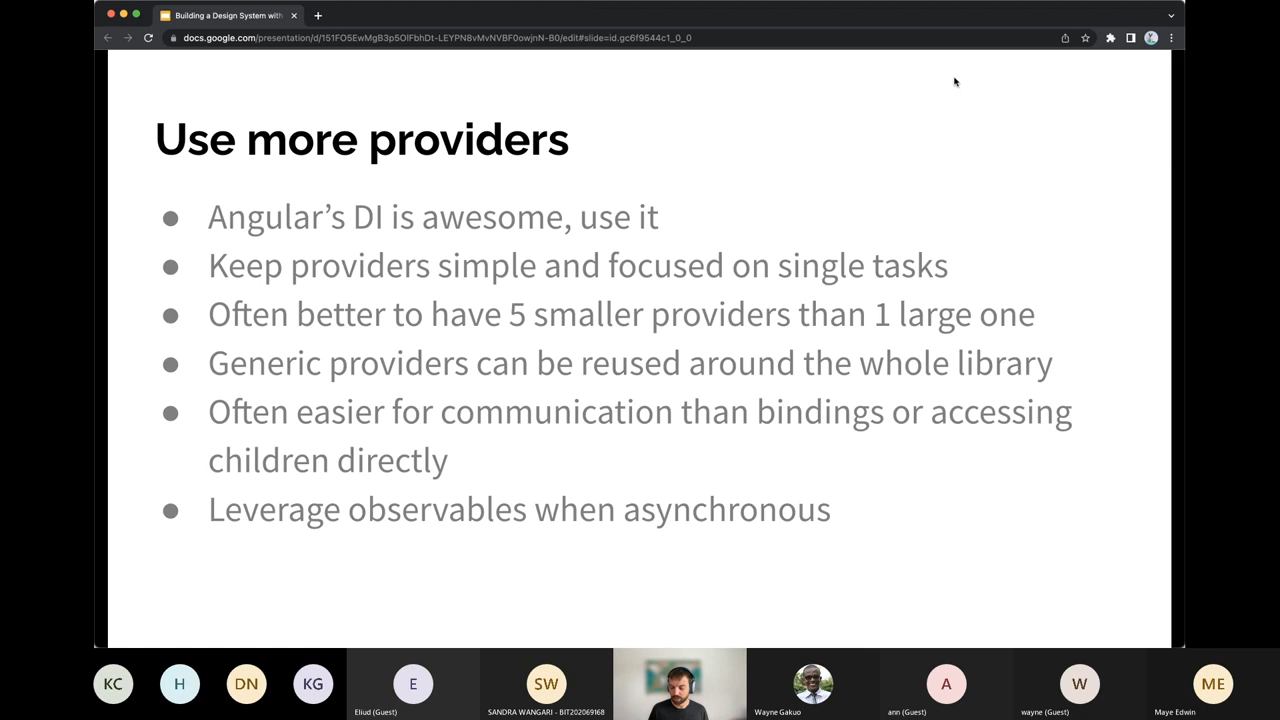 Building a Design System with
docs.google.com/presentation/d/151FO5EwMgB3p5OlFbhDt-LEYPN8vMvNVBF0owjnN-B0/edit#slide=id.gc6f9544c1_0_0
Use more providers
● Angular’s DI is awesome, use it
● Keep providers simple and focused on single tasks
● Often better to have 5 smaller providers than 1 large one
● Generic providers can be reused around the whole library
● Often easier for communication than bindings or accessing
children directly
● Leverage observables when asynchronous
KC H DN KG E SW A W ME
Eliud (Guest) SANDRA WANGARI - BIT202069168 Wayne Gakuo ann (Guest) wayne (Guest) Maye Edwin